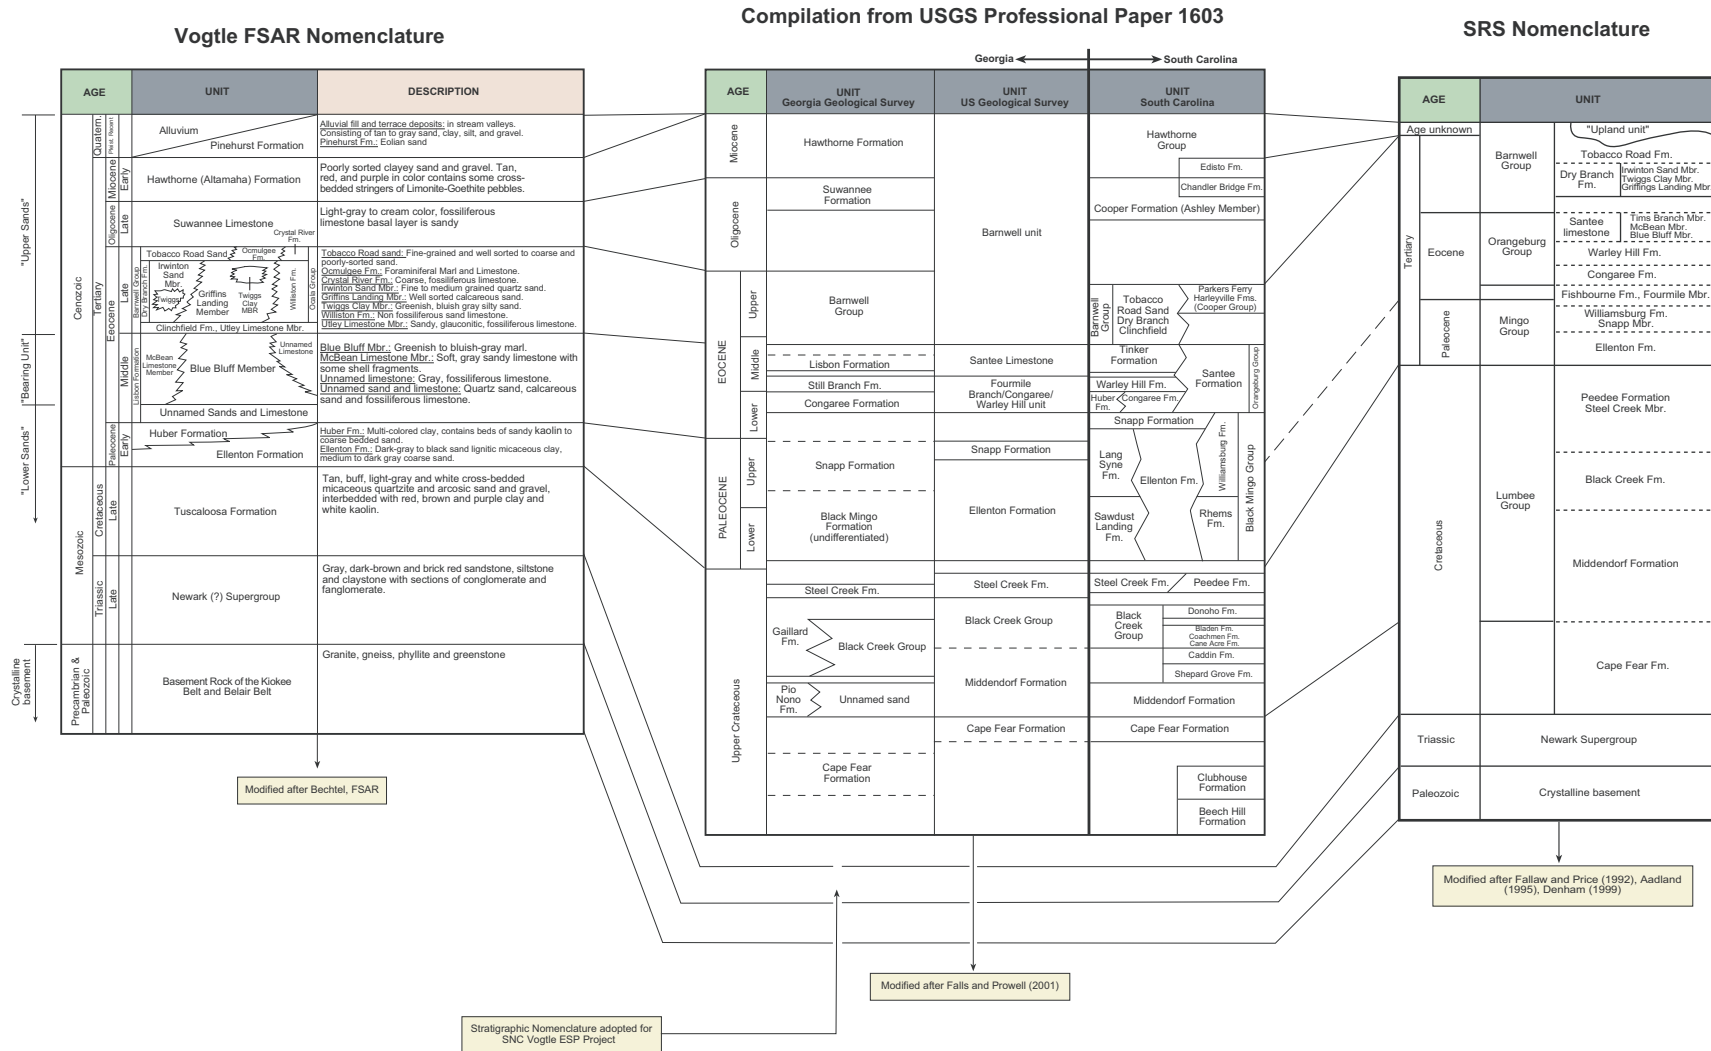 Vogtle FSAR Nomenclature
AGE
UNIT
DESCRIPTION
"Upper Sands"
"Bearing Unit"
"Lower Sands"
Crystalline
basement
Cenozoic
Mesozoic
Precambrian &
Paleozoic
Quatern.
Tertiary
Cretaceous
Triassic
Pleist. Recent
Miocene
Early
Oligocene
Late
Eeocene
Late
Middle
Paleocene
Early
Late
Late
Alluvium
Pinehurst Formation
Alluvial fill and terrace deposits: in stream valleys.
Consisting of tan to gray sand, clay, silt, and gravel.
Pinehurst Fm.: Eolian sand
Hawthorne (Altamaha) Formation
Poorly sorted clayey sand and gravel. Tan,
red, and purple in color contains some cross-
bedded stringers of Limonite-Goethite pebbles.
Suwannee Limestone
Light-gray to cream color, fossiliferous
limestone basal layer is sandy
Crystal River
Fm.
Tobacco Road Sand
Ocmulgee
Fm.
Barnwell Group
Dry Branch Fm.
Irwinton
Sand
Mbr.
Twiggs
Griffins
Landing
Member
Twiggs
Clay
MBR
Williston Fm.
Ocala Group
Clinchfield Fm., Utley Limestone Mbr.
Tobacco Road sand: Fine-grained and well sorted to coarse and
poorly-sorted sand.
Ocmulgee Fm.: Foraminiferal Marl and Limestone.
Crystal River Fm.: Coarse, fossiliferous limestone.
Irwinton Sand Mbr.: Fine to medium grained quartz sand.
Griffins Landing Mbr.: Well sorted calcareous sand.
Twiggs Clay Mbr.: Greenish, bluish gray silty sand.
Williston Fm.: Non fossiliferous sand limestone.
Utley Limestone Mbr.: Sandy, glauconitic, fossiliferous limestone.
Lisbon Formation
McBean
Limestone
Member
Blue Bluff Member
Unnamed
Limestone
Unnamed Sands and Limestone
Blue Bluff Mbr.: Greenish to bluish-gray marl.
McBean Limestone Mbr.: Soft, gray sandy limestone with
some shell fragments.
Unnamed limestone: Gray, fossiliferous limestone.
Unnamed sand and limestone: Quartz sand, calcareous
sand and fossiliferous limestone.
Huber Formation
Ellenton Formation
Huber Fm.: Multi-colored clay, contains beds of sandy kaolin to
coarse bedded sand.
Ellenton Fm.: Dark-gray to black sand lignitic micaceous clay,
medium to dark gray coarse sand.
Tuscaloosa Formation
Tan, buff, light-gray and white cross-bedded
micaceous quartzite and arcosic sand and gravel,
interbedded with red, brown and purple clay and
white kaolin.
Newark (?) Supergroup
Gray, dark-brown and brick red sandstone, siltstone
and claystone with sections of conglomerate and
fanglomerate.
Basement Rock of the Kiokee
Belt and Belair Belt
Granite, gneiss, phyllite and greenstone
Modified after Bechtel, FSAR
Compilation from USGS Professional Paper 1603
Georgia
South Carolina
AGE
UNIT
Georgia Geological Survey
UNIT
US Geological Survey
UNIT
South Carolina
Miocene
Oligocene
EOCENE
Upper
Middle
Lower
PALEOCENE
Upper
Lower
Upper Crataceous
Hawthorne Formation
Suwannee
Formation
Barnwell
Group
Lisbon Formation
Still Branch Fm.
Congaree Formation
Snapp Formation
Black Mingo
Formation
(undifferentiated)
Steel Creek Fm.
Gaillard
Fm.
Black Creek Group
Pio
Nono
Fm.
Unnamed sand
Cape Fear
Formation
Barnwell unit
Santee Limestone
Fourmile
Branch/Congaree/
Warley Hill unit
Snapp Formation
Ellenton Formation
Steel Creek Fm.
Black Creek Group
Middendorf Formation
Cape Fear Formation
Hawthorne
Group
Edisto Fm.
Chandler Bridge Fm.
Cooper Formation (Ashley Member)
Barnwell
Group
Tobacco
Road Sand
Dry Branch
Clinchfield
Parkers Ferry
Harleyville Fms.
(Cooper Group)
Tinker
Formation
Santee
Formation
Orangeburg Group
Warley Hill Fm.
Huber
Fm.
Congaree Fm.
Snapp Formation
Lang
Syne
Fm.
Ellenton Fm.
Williamsburg Fm.
Black Mingo Group
Sawdust
Landing
Fm.
Rhems
Fm.
Steel Creek Fm.
Peedee Fm.
Black
Creek
Group
Donoho Fm.
Bladen Fm.
Coachmen Fm.
Cane Acre Fm.
Caddin Fm.
Shepard Grove Fm.
Middendorf Formation
Cape Fear Formation
Clubhouse
Formation
Beech Hill
Formation
Modified after Falls and Prowell (2001)
Stratigraphic Nomenclature adopted for
SNC Vogtle ESP Project
SRS Nomenclature
AGE
UNIT
Age unknown
Tertiary
Eocene
Paleocene
Cretaceous
Triassic
Paleozoic
Barnwell
Group
"Upland unit"
Tobacco Road Fm.
Dry Branch
Fm.
Irwinton Sand Mbr.
Twiggs Clay Mbr.
Griffings Landing Mbr.
Orangeburg
Group
Santee
limestone
Tims Branch Mbr.
McBean Mbr.
Blue Bluff Mbr.
Warley Hill Fm.
Congaree Fm.
Fishbourne Fm., Fourmile Mbr.
Mingo
Group
Williamsburg Fm.
Snapp Mbr.
Ellenton Fm.
Lumbee
Group
Peedee Formation
Steel Creek Mbr.
Black Creek Fm.
Middendorf Formation
Cape Fear Fm.
Newark Supergroup
Crystalline basement
Modified after Fallaw and Price (1992), Aadland
(1995), Denham (1999)